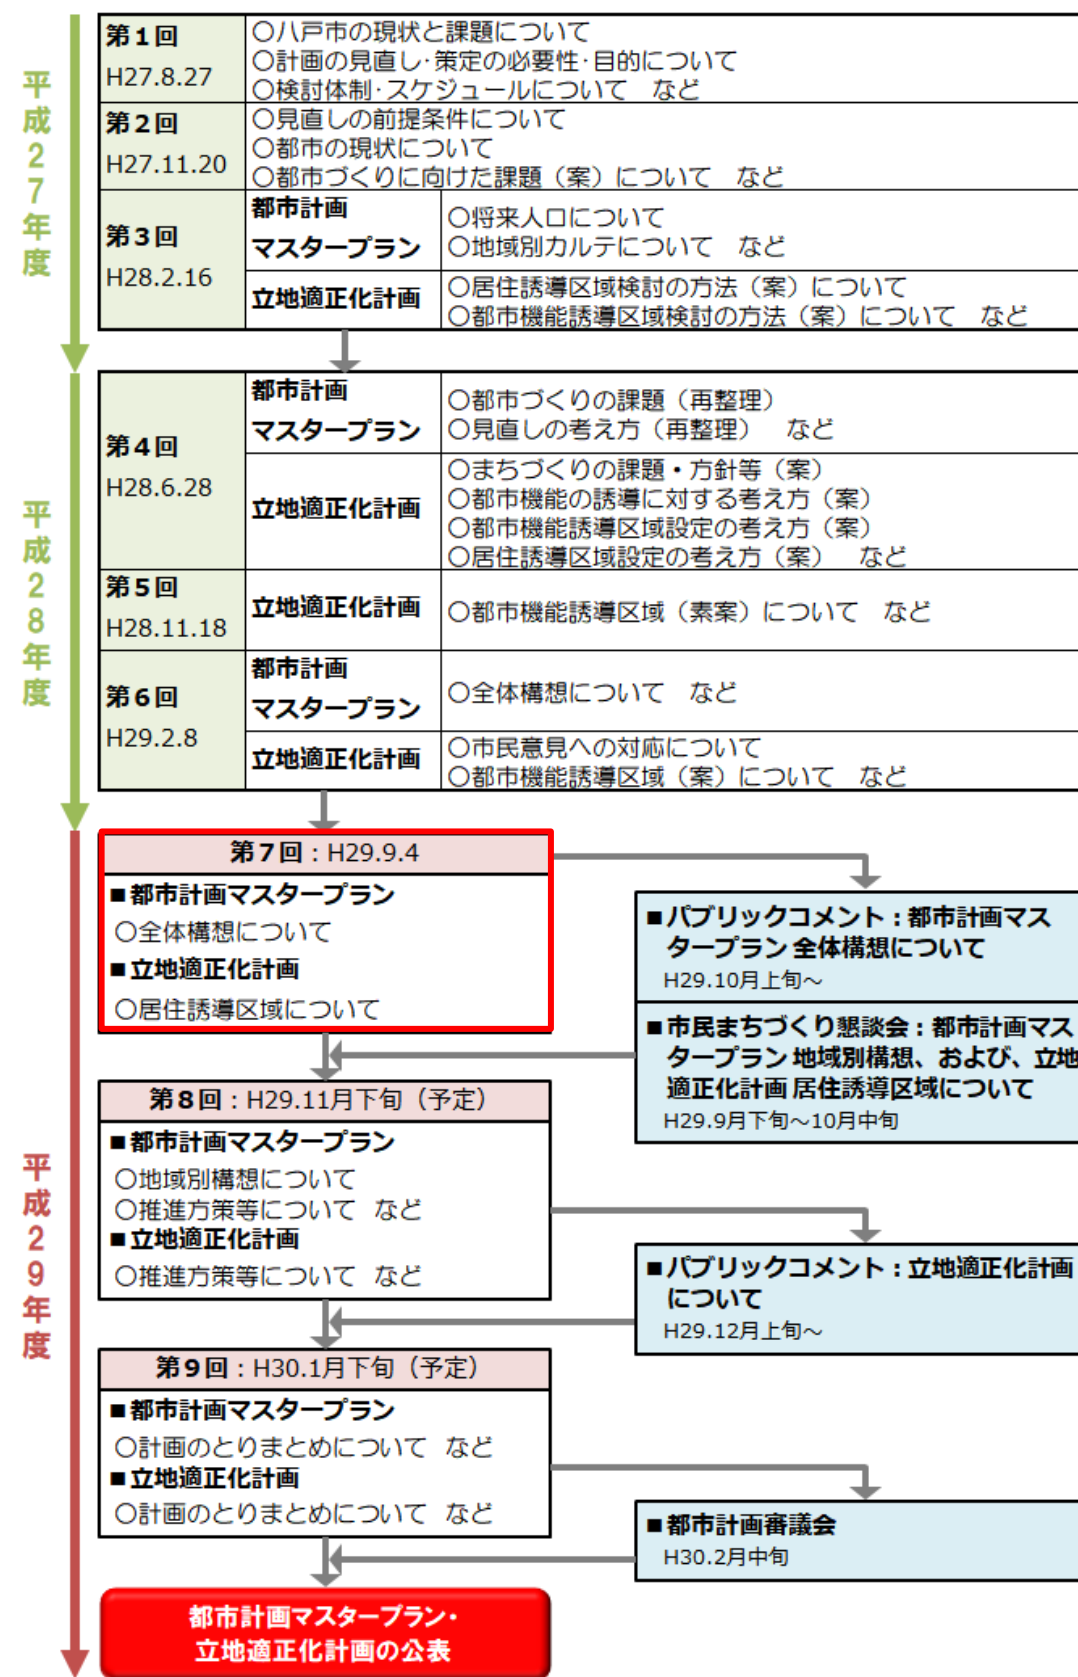 平成27年度
第1回
H27.8.27
〇八戸市の現状と課題について
〇計画の見直し・策定の必要性・目的について
〇検討体制・スケジュールについて　など
第2回
H27.11.20
〇見直しの前提条件について
〇都市の現状について
〇都市づくりに向けた課題（案）について　など
第3回
H28.2.16
都市計画
マスタープラン
〇将来人口について
〇地域別カルテについて　など
立地適正化計画
〇居住誘導区域検討の方法（案）について
〇都市機能誘導区域検討の方法（案）について　など
平成28年度
第4回
H28.6.28
都市計画
マスタープラン
〇都市づくりの課題（再整理）
〇見直しの考え方（再整理）　など
立地適正化計画
〇まちづくりの課題・方針等（案）
〇都市機能の誘導に対する考え方（案）
〇都市機能誘導区域設定の考え方（案）
〇居住誘導区域設定の考え方（案）　など
第5回
H28.11.18
立地適正化計画
〇都市機能誘導区域（素案）について　など
第6回
H29.2.8
都市計画
マスタープラン
〇全体構想について　など
立地適正化計画
〇市民意見への対応について
〇都市機能誘導区域（案）について　など
平成29年度
第7回：H29.9.4
■都市計画マスタープラン
〇全体構想について
■立地適正化計画
〇居住誘導区域について
■パブリックコメント：都市計画マス
タープラン 全体構想について
H29.10月上旬～
■市民まちづくり懇談会：都市計画マス
タープラン 地域別構想、および、立地
適正化計画 居住誘導区域について
H29.9月下旬～10月中旬
第8回：H29.11月下旬（予定）
■都市計画マスタープラン
〇地域別構想について
〇推進方策等について など
■立地適正化計画
〇推進方策等について など
■パブリックコメント：立地適正化計画
について
H29.12月上旬～
第9回：H30.1月下旬（予定）
■都市計画マスタープラン
〇計画のとりまとめについて など
■立地適正化計画
〇計画のとりまとめについて など
■都市計画審議会
H30.2月中旬
都市計画マスタープラン・
立地適正化計画の公表